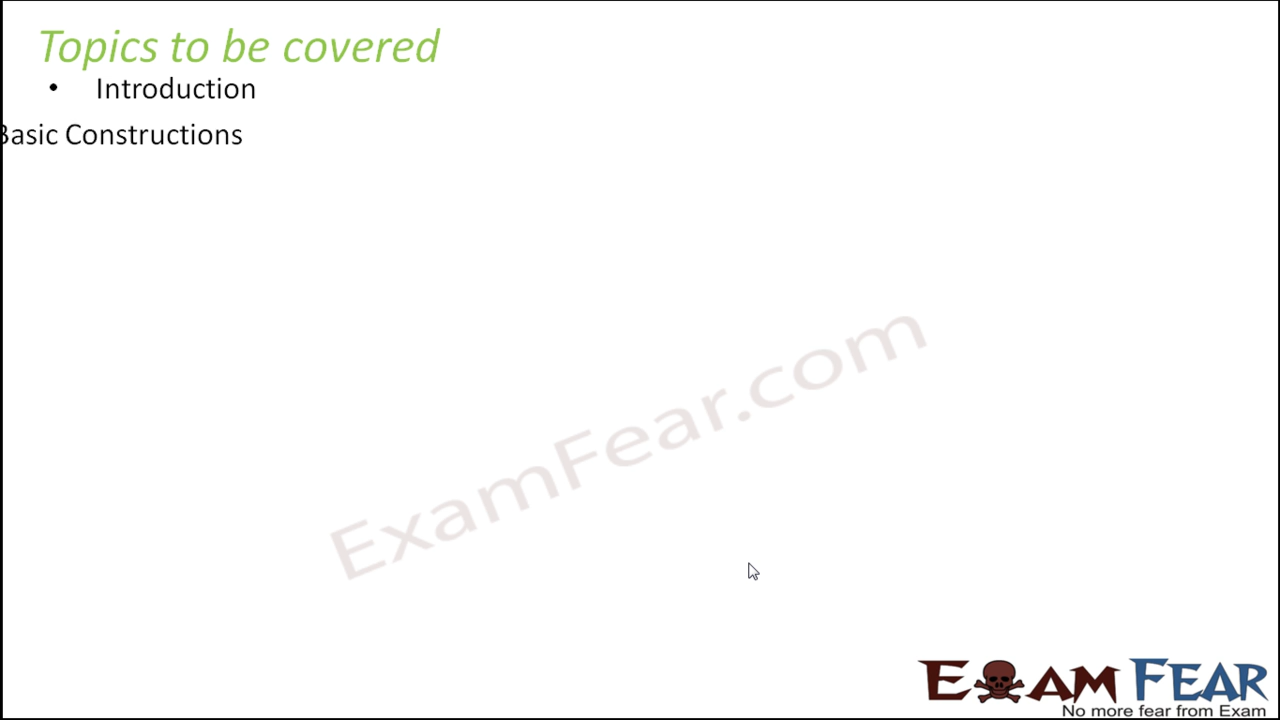 Topics to be covered
• Introduction
Basic Constructions
ExamFear.com
EXAM FEAR
No more fear from Exam